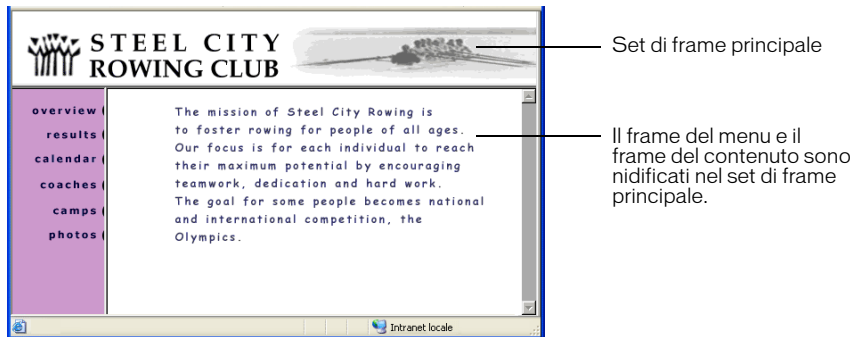 STEEL CITY
ROWING CLUB
Set di frame principale
overview
results
calendar
coaches
camps
photos
The mission of Steel City Rowing is
to foster rowing for people of all ages.
Our focus is for each individual to reach
their maximum potential by encouraging
teamwork, dedication and hard work.
The goal for some people becomes national
and international competition, the
Olympics.
Il frame del menu e il
frame del contenuto sono
nidificati nel set di frame
principale.
Intranet locale